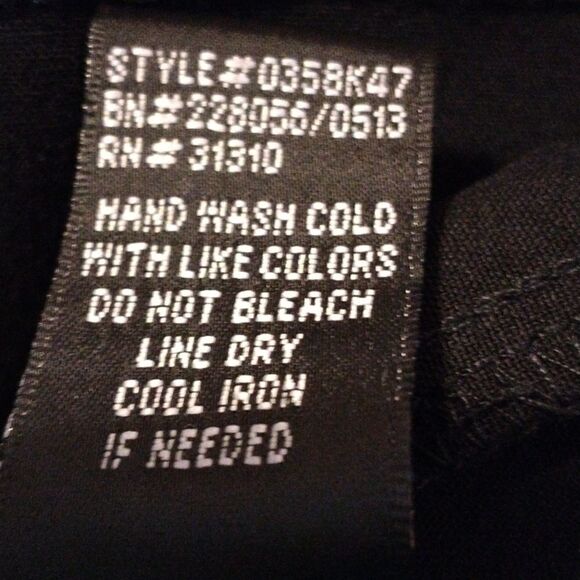 STYLE# 0358K47
BN# 228055/0513
RN# 31310
HAND WASH COLD
WITH LIKE COLORS
DO NOT BLEACH
LINE DRY
COOL IRON
IF NEEDED